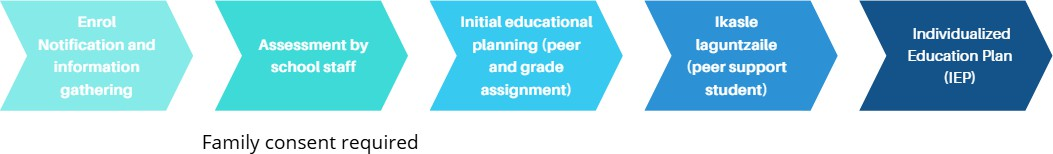 Enrol
Notification and
information
gathering
Assessment by
school staff
Initial educational
planning (peer
and grade
assignment)
Ikasle
laguntzaile
(peer support
student)
Individualized
Education Plan
(IEP)
Family consent required